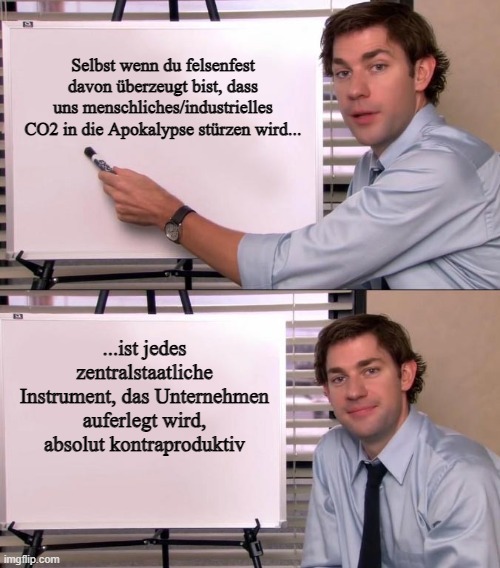 Selbst wenn du felsenfest
davon überzeugt bist, dass
uns menschliches/industrielles
CO2 in die Apokalypse stürzen wird...
...ist jedes
zentralstaatliche
Instrument, das Unternehmen
auferlegt wird,
absolut kontraproduktiv
imgflip.com